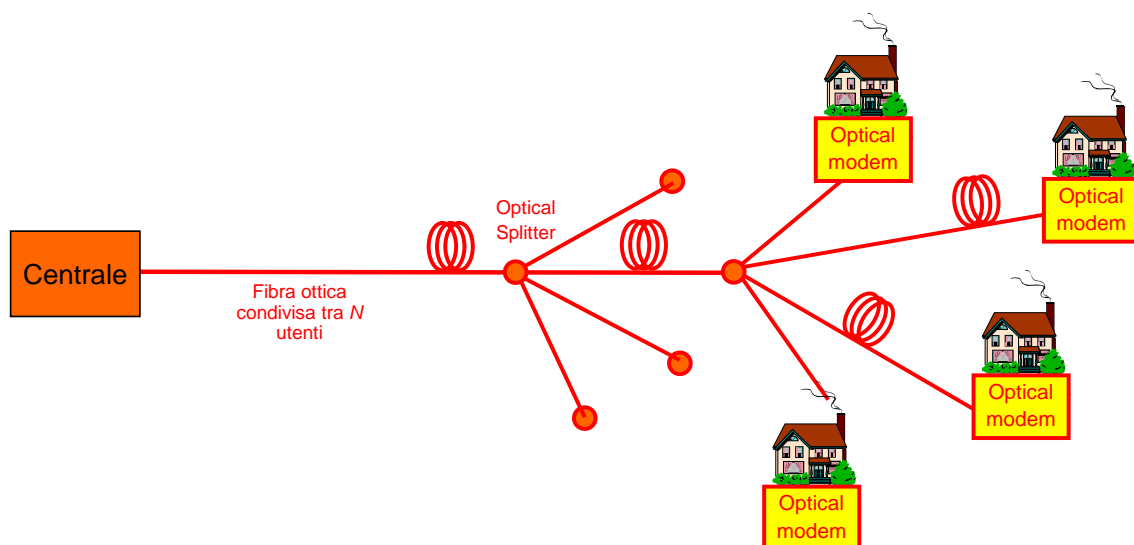 Optical
modem
Optical
modem
Optical
Splitter
Centrale
Fibra ottica
condivisa tra N
utenti
Optical
modem
Optical
modem